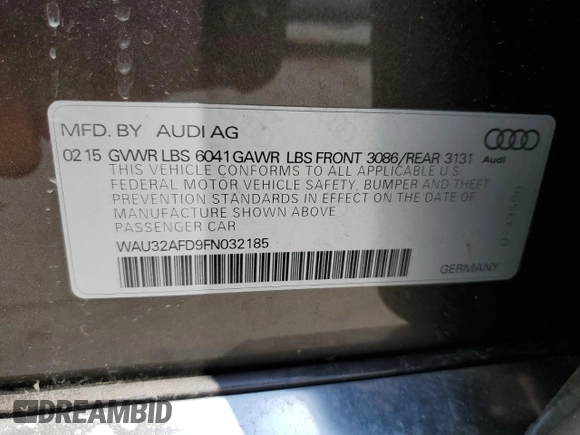 MFD. BY AUDI AG
02 15 GVWR LBS 6041 GAWR LBS FRONT 3086/REAR 3131
Audi
THIS VEHICLE CONFORMS TO ALL APPLICABLE U.S.
FEDERAL MOTOR VEHICLE SAFETY, BUMPER AND THEFT
PREVENTION STANDARDS IN EFFECT ON THE DATE OF
MANUFACTURE SHOWN ABOVE
PASSENGER CAR
WAU32AFD9FN032185
GERMANY
DREAMBID